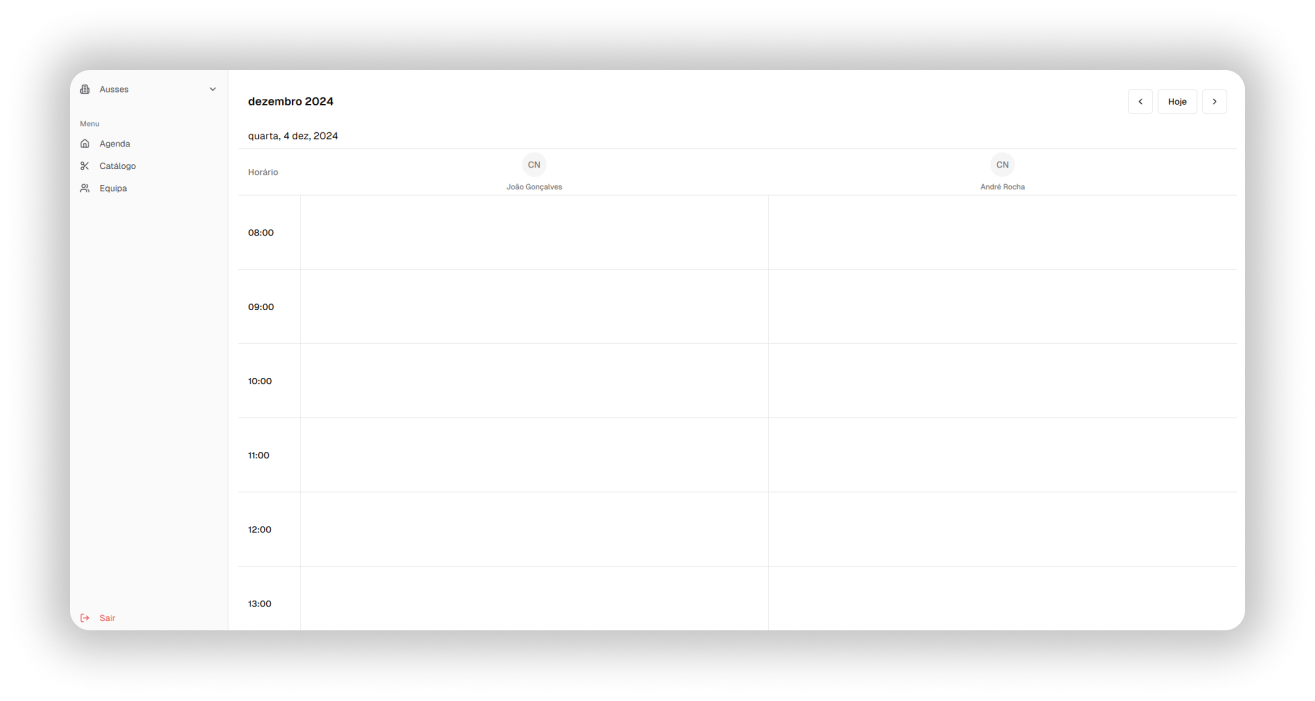 Ausses
Menu
Agenda
Catálogo
Equipa
Sair
dezembro 2024
Hoje
quarta, 4 dez, 2024
Horário
CN
João Gonçalves
CN
André Rocha
08:00
09:00
10:00
11:00
12:00
13:00